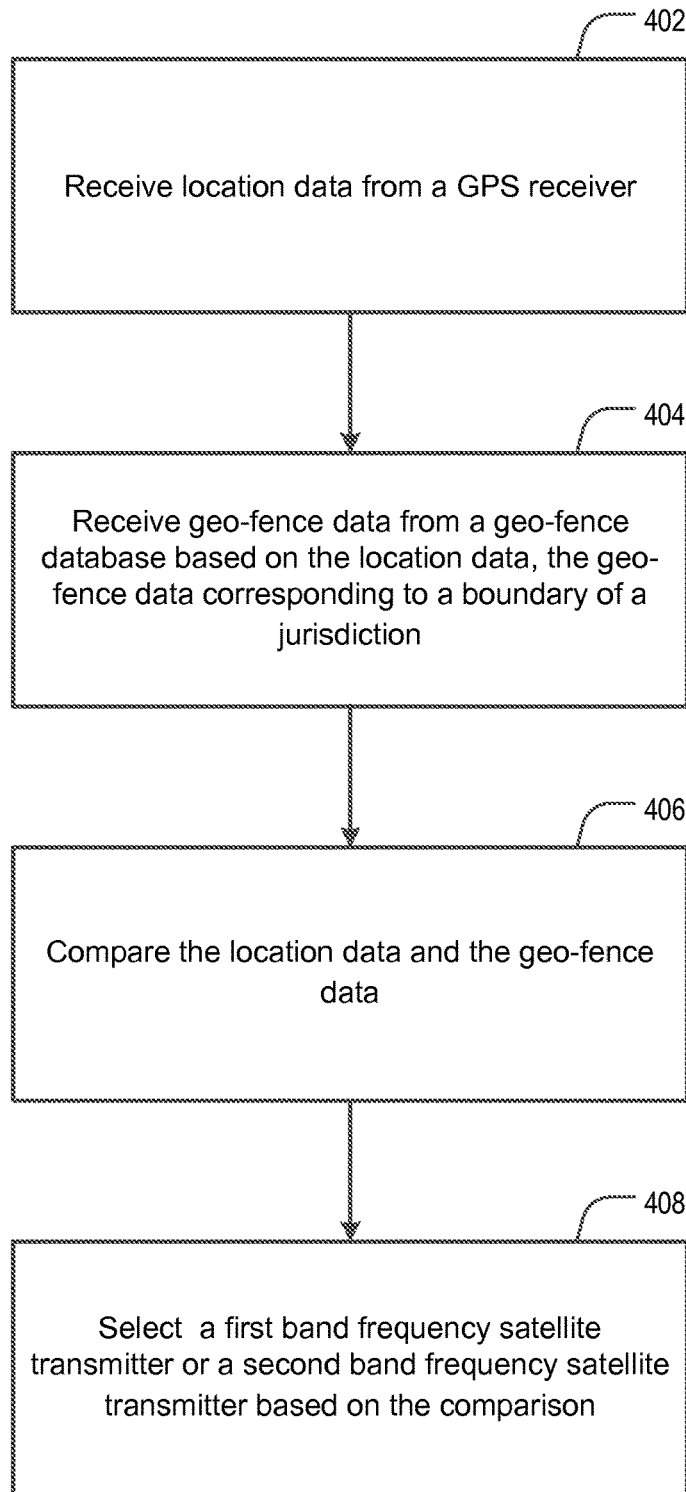 402
Receive location data from a GPS receiver
404
Receive geo-fence data from a geo-fence
database based on the location data, the geo-
fence data corresponding to a boundary of a
jurisdiction
406
Compare the location data and the geo-fence
data
408
Select a first band frequency satellite
transmitter or a second band frequency satellite
transmitter based on the comparison